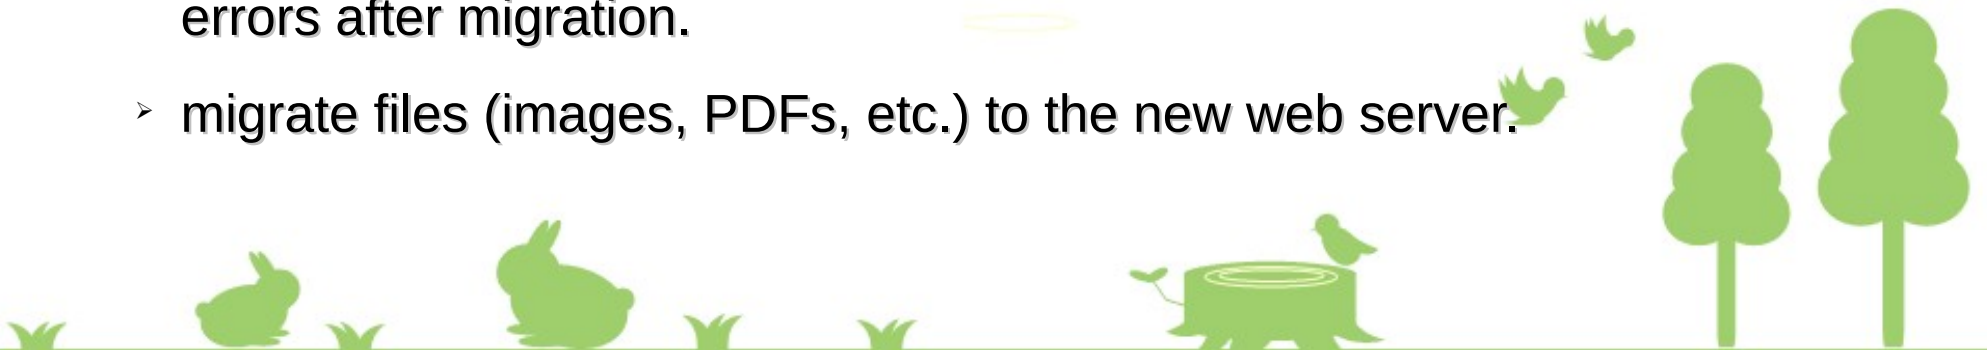 errors after migration.
➢ migrate files (images, PDFs, etc.) to the new web server.